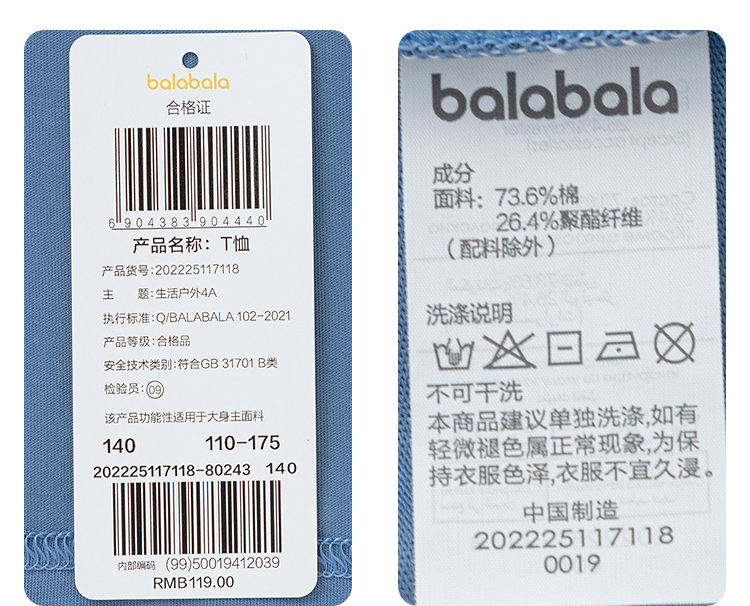 balabala
合格证
6904383904440
产品名称：T恤
产品货号:202225117118
主 题:生活户外4A
执行标准:Q/BALABALA 102-2021
产品等级:合格品
安全技术类别:符合GB 31701 B类
检验员:09
该产品功能性适用于大身主面料
140 110-175
202225117118-80243 140
内部编码 (99)50019412039
RMB119.00
balabala
成分
面料：73.6%棉
26.4%聚酯纤维
（配料除外）
洗涤说明
不可干洗
本商品建议单独洗涤,如有
轻微褪色属正常现象,为保
持衣服色泽,衣服不宜久浸。
中国制造
202225117118
0019